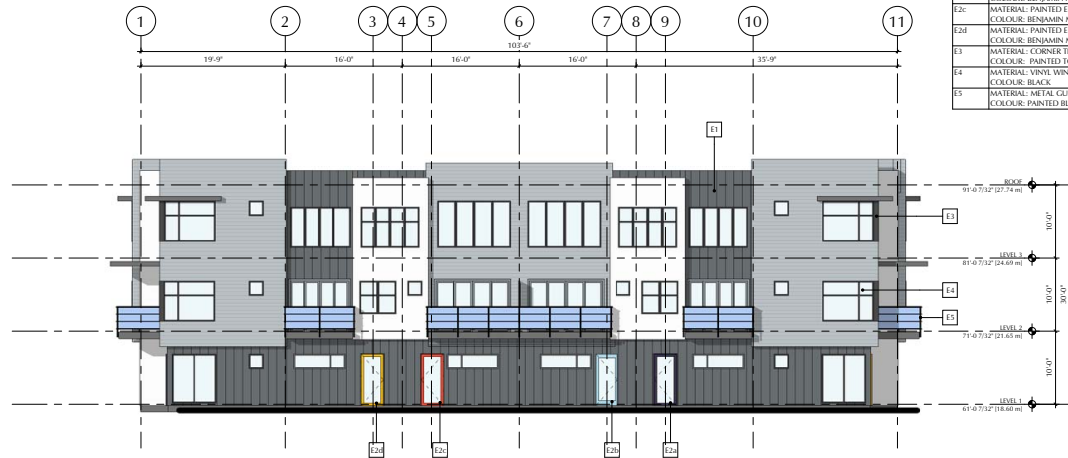 E2c MATERIAL: PAINTED E
COLOUR: BENJAMIN M
E2d MATERIAL: PAINTED E
COLOUR: BENJAMIN M
E3 MATERIAL: CORNER T
COLOUR: PAINTED TO
E4 MATERIAL: VINYL WIN
COLOUR: BLACK
E5 MATERIAL: METAL GU
COLOUR: PAINTED BL
1 2 3 4 5 6 7 8 9 10 11
103'-6"
19'-9" 16'-0" 16'-0" 16'-0" 35'-9"
E1
ROOF
91'-0 7/32" [27.74 m]
E3
10'-0"
LEVEL 3
81'-0 7/32" [24.69 m]
E4
10'-0"
30'-0"
E5
LEVEL 2
71'-0 7/32" [21.65 m]
10'-0"
LEVEL 1
61'-0 7/32" [18.60 m]
E2d E2c E2b E2a